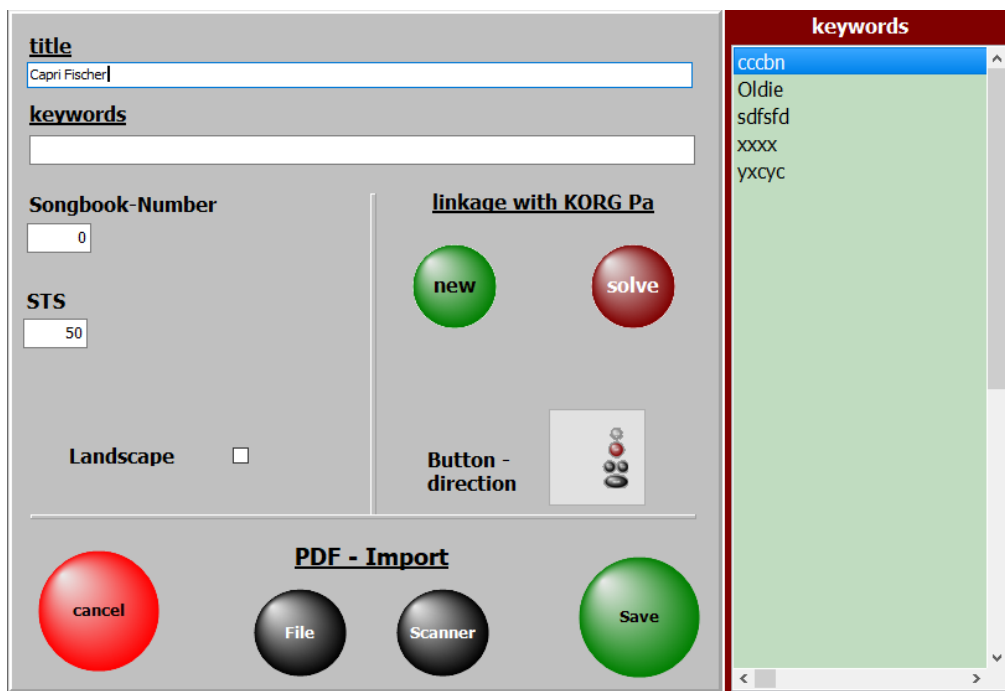 title
Capri Fischer
keywords
Songbook-Number
0
STS
50
Landscape
linkage with KORG Pa
new
solve
Button -
direction
PDF - Import
cancel
File
Scanner
Save
keywords
cccbn
Oldie
sdfsfd
xxxx
yxcyc